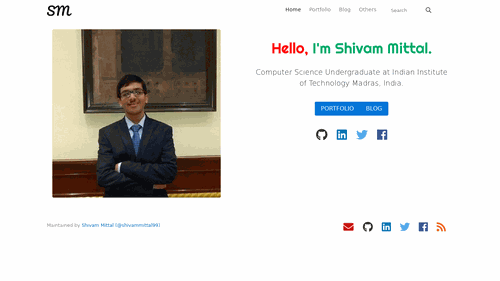 sm
Home Portfolio Blog Others Search
Hello, I'm Shivam Mittal.
Computer Science Undergraduate at Indian Institute
of Technology Madras, India.
PORTFOLIO BLOG
Maintained by Shivam Mittal (@shivammittal99)